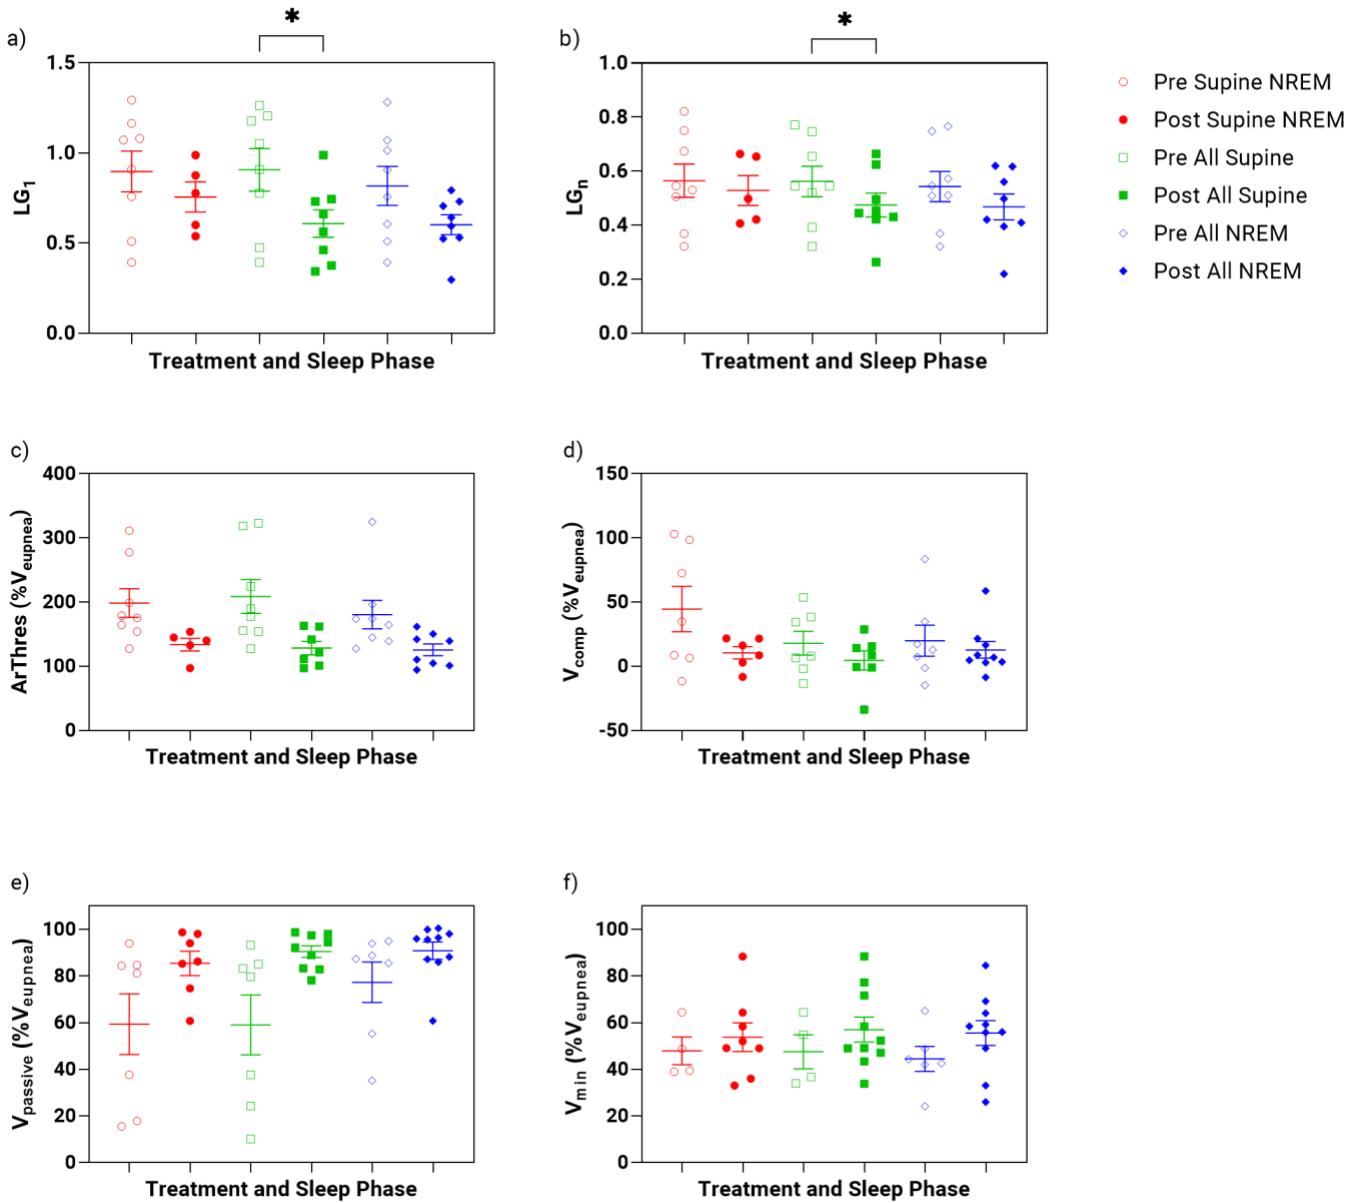 a)
*
1.5
1.0
0.5
0.0
LG1
Treatment and Sleep Phase
b)
*
1.0
0.8
0.6
0.4
0.2
0.0
LGn
Treatment and Sleep Phase
Pre Supine NREM
Post Supine NREM
Pre All Supine
Post All Supine
Pre All NREM
Post All NREM
c)
400
300
200
100
0
ArThres (%Veupnea)
Treatment and Sleep Phase
d)
150
100
50
0
-50
Vcomp (%Veupnea)
Treatment and Sleep Phase
e)
100
80
60
40
20
0
Vpassive (%Veupnea)
Treatment and Sleep Phase
f)
100
80
60
40
20
0
Vmin (%Veupnea)
Treatment and Sleep Phase